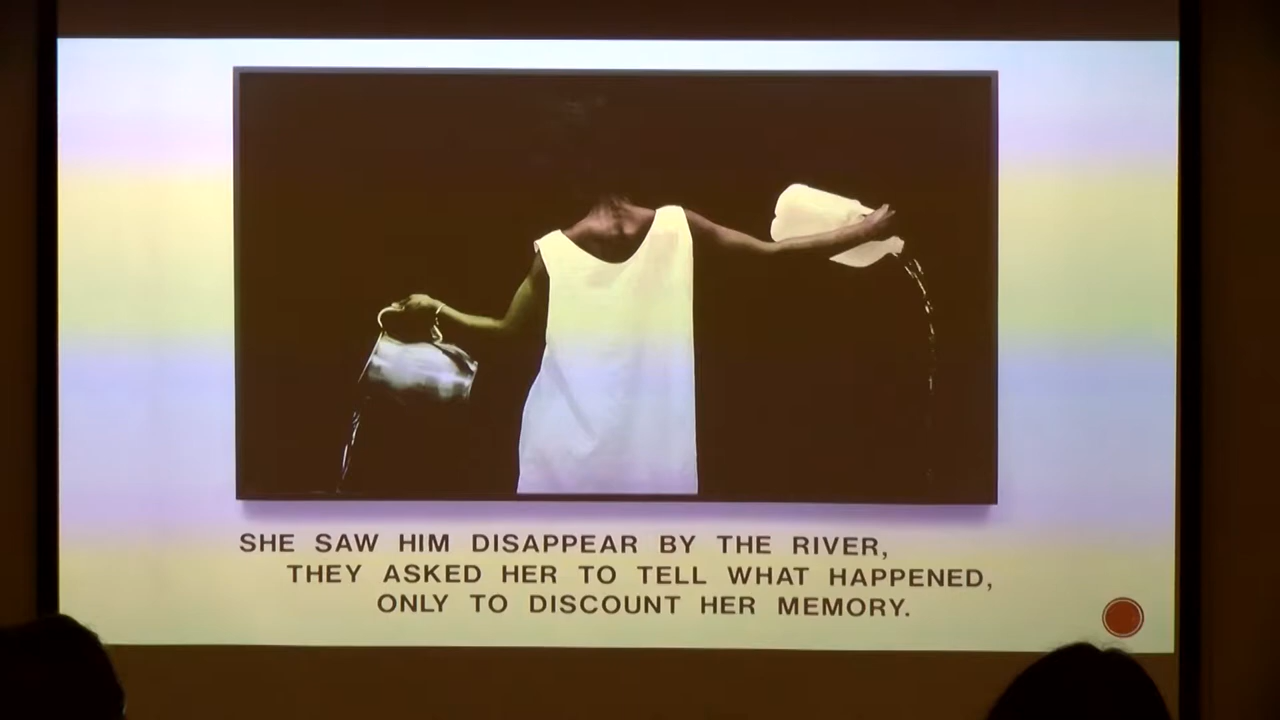 SHE SAW HIM DISAPPEAR BY THE RIVER,
THEY ASKED HER TO TELL WHAT HAPPENED,
ONLY TO DISCOUNT HER MEMORY.